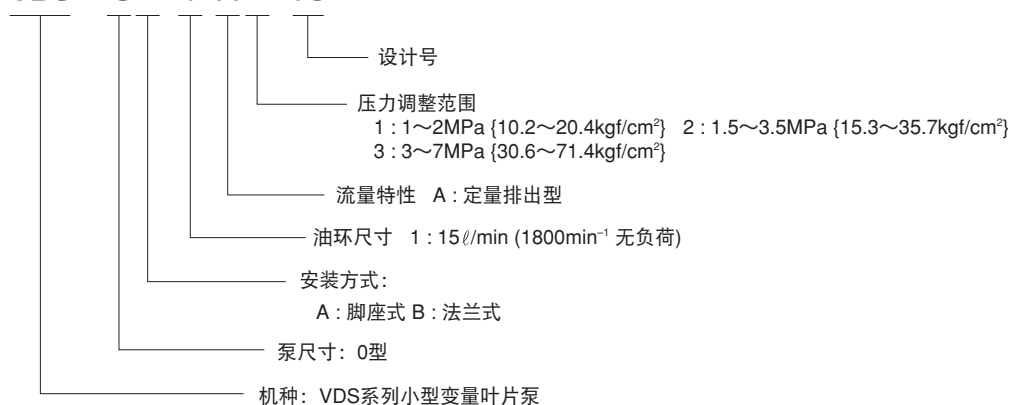 设计号
压力调整范围
1 : 1～2MPa {10.2～20.4kgf/cm²} 2 : 1.5～3.5MPa {15.3～35.7kgf/cm²}
3 : 3～7MPa {30.6～71.4kgf/cm²}
流量特性 A : 定量排出型
油环尺寸 1 : 15ℓ/min (1800min⁻¹ 无负荷)
安装方式：
A : 脚座式 B : 法兰式
泵尺寸：0型
机种：VDS系列小型变量叶片泵